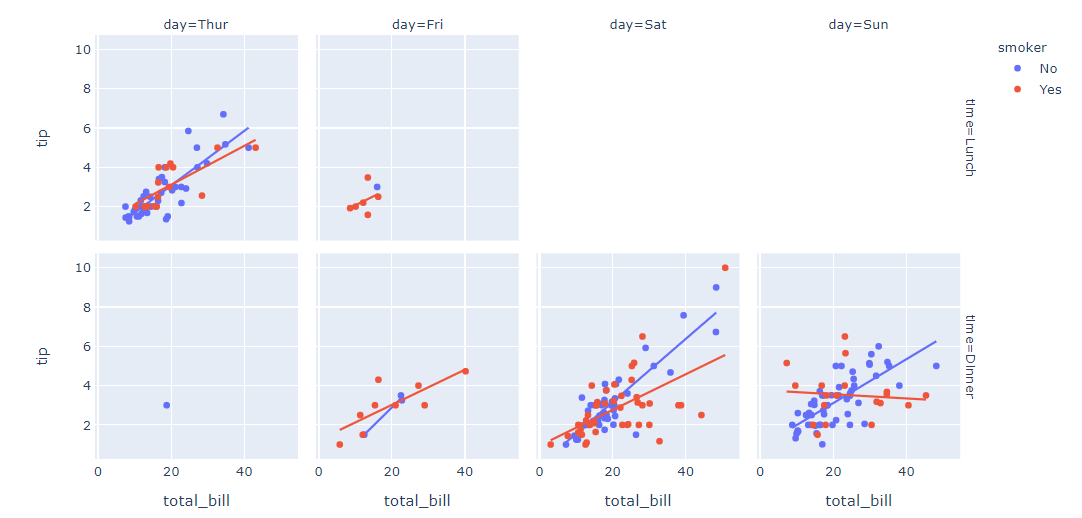 day=Thur
day=Fri
day=Sat
day=Sun
smoker
No
Yes
10
8
6
4
2
tip
time=Lunch
10
8
6
4
2
tip
time=Dinner
0 20 40
0 20 40
0 20 40
0 20 40
total_bill
total_bill
total_bill
total_bill